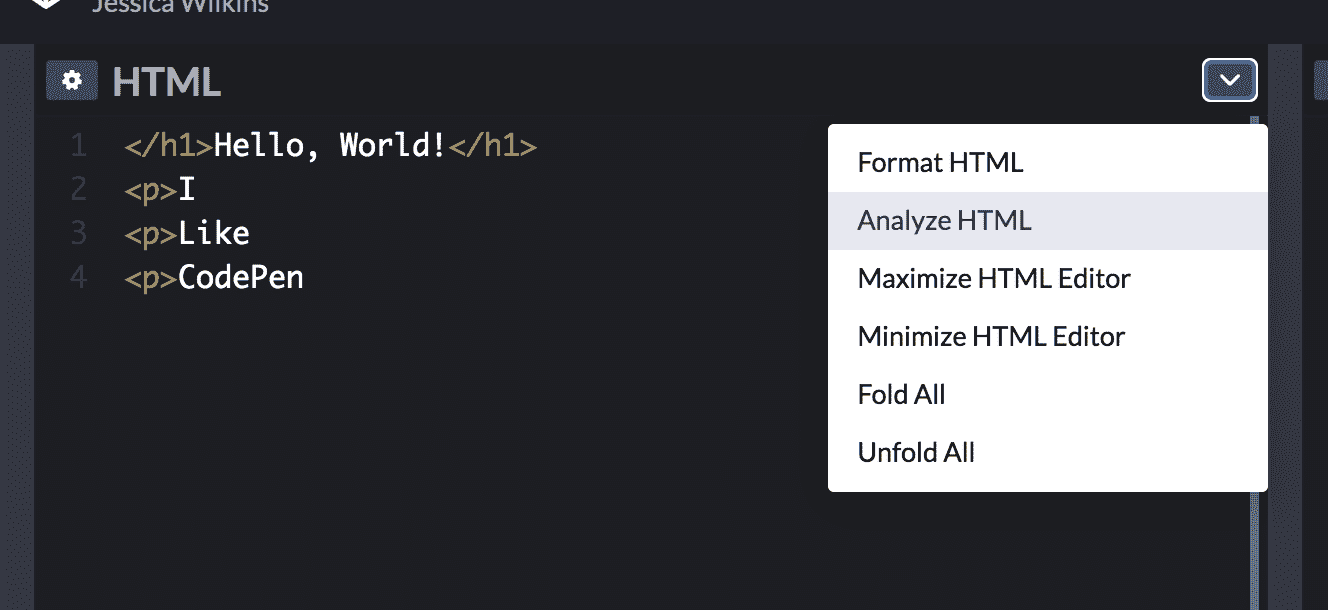 Jessica Wilkins
HTML
1 </h1>Hello, World!</h1>
2 <p>I
3 <p>Like
4 <p>CodePen
Format HTML
Analyze HTML
Maximize HTML Editor
Minimize HTML Editor
Fold All
Unfold All